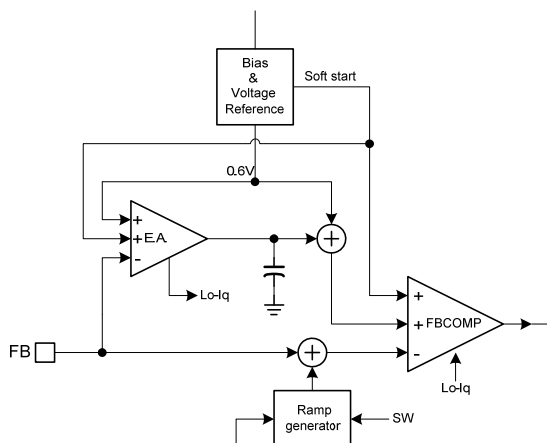 Bias
&
Voltage
Reference
Soft start
0.6V
+
+
-
E.A.
+
Lo-Iq
+
+
-
FBCOMP
FB
+
Lo-Iq
Ramp
generator
SW